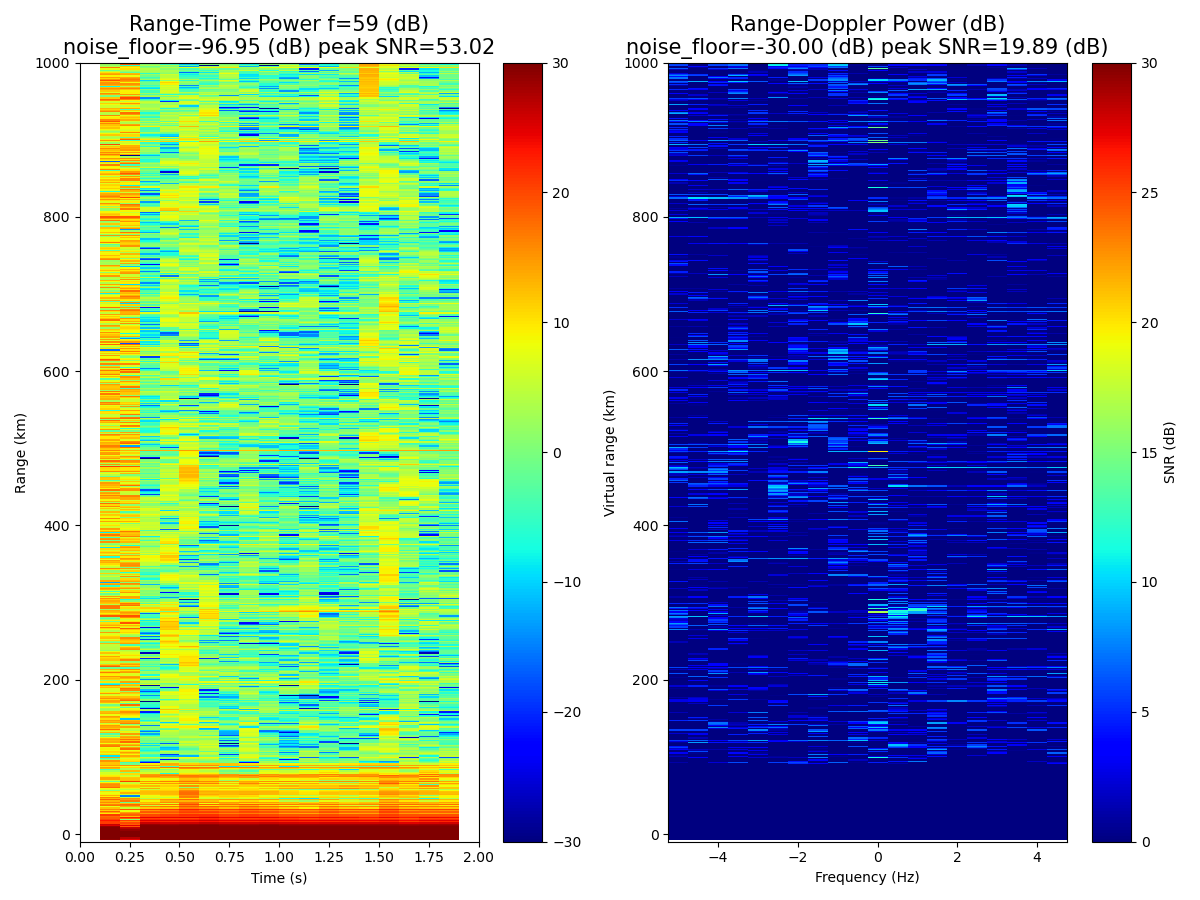 Range-Time Power f=59 (dB)
noise_floor=-96.95 (dB) peak SNR=53.02
Range (km)
1000
800
600
400
200
0
0.00 0.25 0.50 0.75 1.00 1.25 1.50 1.75 2.00
Time (s)
30
20
10
0
−10
−20
−30
Range-Doppler Power (dB)
noise_floor=-30.00 (dB) peak SNR=19.89 (dB)
Virtual range (km)
1000
800
600
400
200
0
−4 −2 0 2 4
Frequency (Hz)
30
25
20
15
10
5
0
SNR (dB)